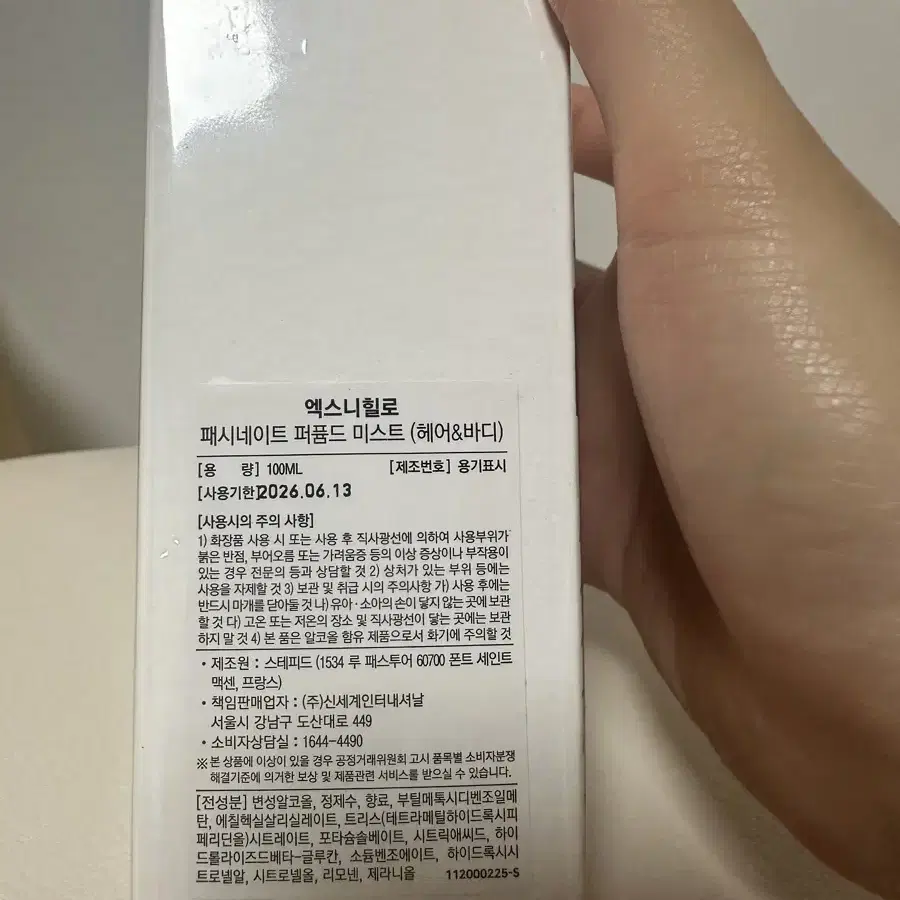 엑스니힐로
패시네이트 퍼퓸드 미스트 (헤어&바디)
[용 량] 100ML [제조번호] 용기표시
[사용기한]2026.06.13
[사용시의 주의 사항]
1) 화장품 사용 시 또는 사용 후 직사광선에 의하여 사용부위가
붉은 반점, 부어오름 또는 가려움증 등의 이상 증상이나 부작용이
있는 경우 전문의 등과 상담할 것 2) 상처가 있는 부위 등에는
사용을 자제할 것 3) 보관 및 취급 시의 주의사항 가) 사용 후에는
반드시 마개를 닫아둘 것 나) 유아·소아의 손이 닿지 않는 곳에 보관
할 것 다) 고온 또는 저온의 장소 및 직사광선이 닿는 곳에는 보관
하지 말 것 4) 본 품은 알코올 함유 제품으로서 화기에 주의할 것
• 제조원 : 스테피드 (1534 루 패스투어 60700 폰트 세인트
맥센, 프랑스)
• 책임판매업자 : (주)신세계인터내셔날
서울시 강남구 도산대로 449
• 소비자상담실 : 1644-4490
※ 본 상품에 이상이 있을 경우 공정거래위원회 고시 품목별 소비자분쟁
해결기준에 의거한 보상 및 제품관련 서비스를 받으실 수 있습니다.
[전성분] 변성알코올, 정제수, 향료, 부틸메톡시디벤조일메
탄, 에칠헥실살리실레이트, 트리스(테트라메틸하이드록시피
페리딘올)시트레이트, 포타슘솔베이트, 시트릭애씨드, 하이
드롤라이즈드베타-글루칸, 소듐벤조에이트, 하이드록시시
트로넬알, 시트로넬올, 리모넨, 제라니올 112000225-S